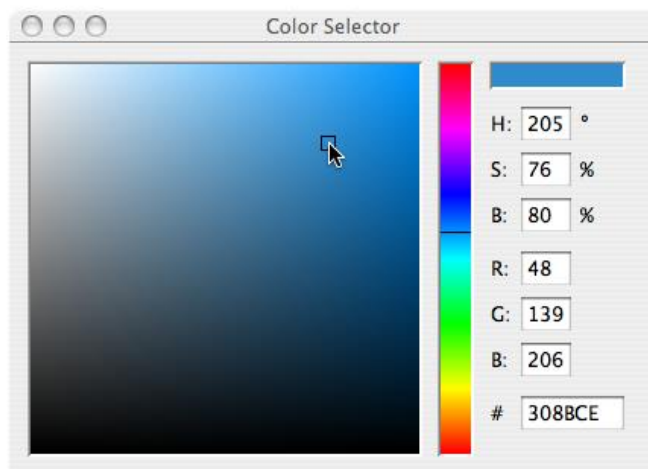 Color Selector
H: 205 °
S: 76 %
B: 80 %
R: 48
G: 139
B: 206
# 308BCE